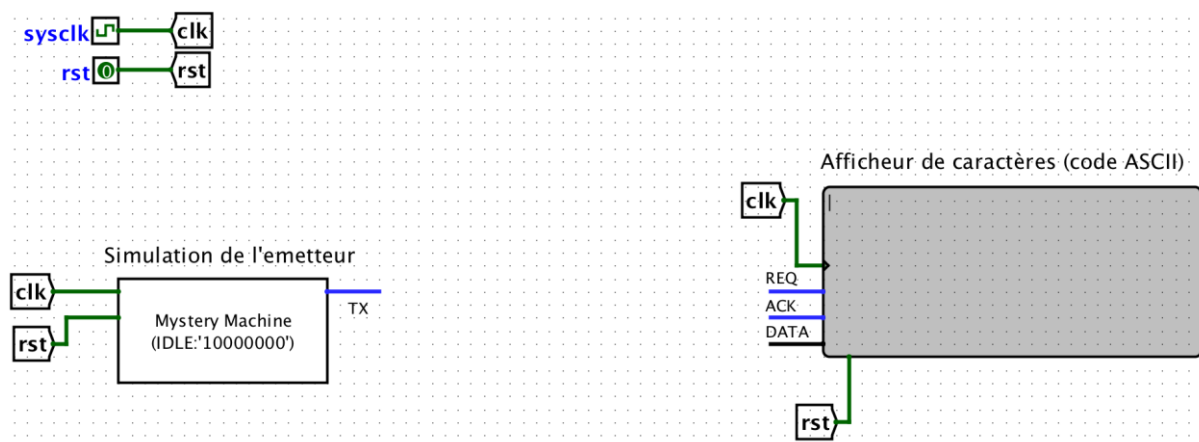 sysclk clk
rst 0 rst
Afficheur de caractères (code ASCII)
clk
Simulation de l'emetteur
REQ
clk
TX
ACK
Mystery Machine
(IDLE:'10000000')
rst
DATA
rst